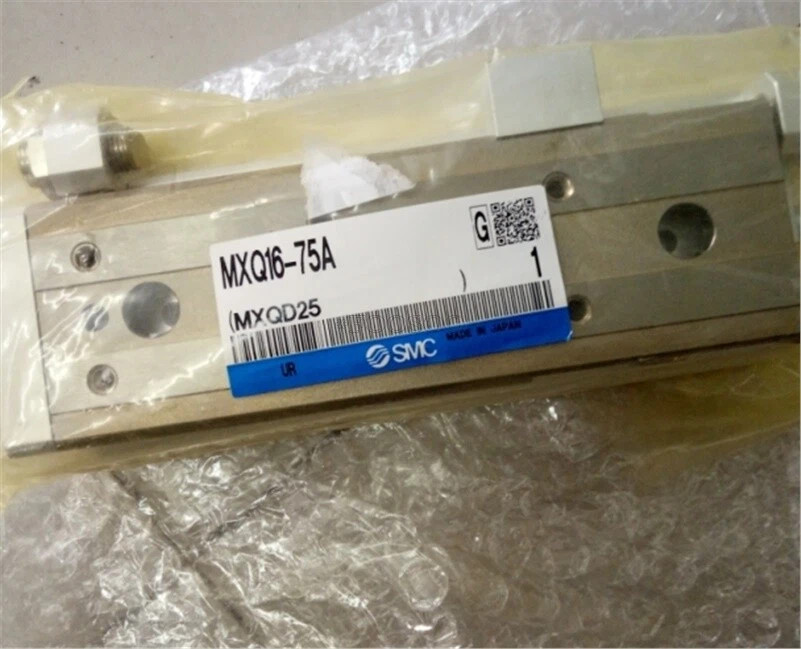 G
MXQ16-75A
1
(MXQD25 )
UR SMC MADE IN JAPAN